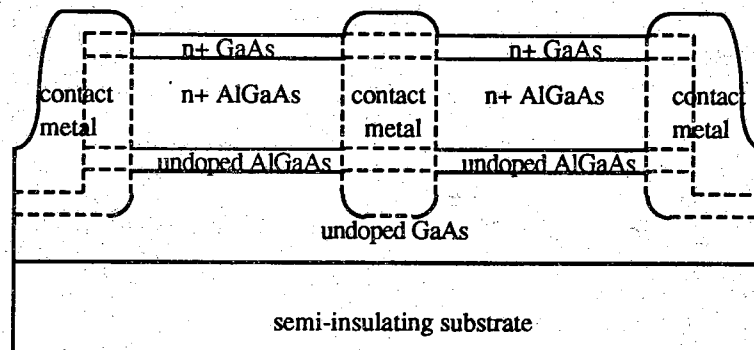 n+ GaAs
n+ GaAs
contact
metal
n+ AlGaAs
contact
metal
n+ AlGaAs
contact
metal
undoped AlGaAs
undoped AlGaAs
undoped GaAs
semi-insulating substrate